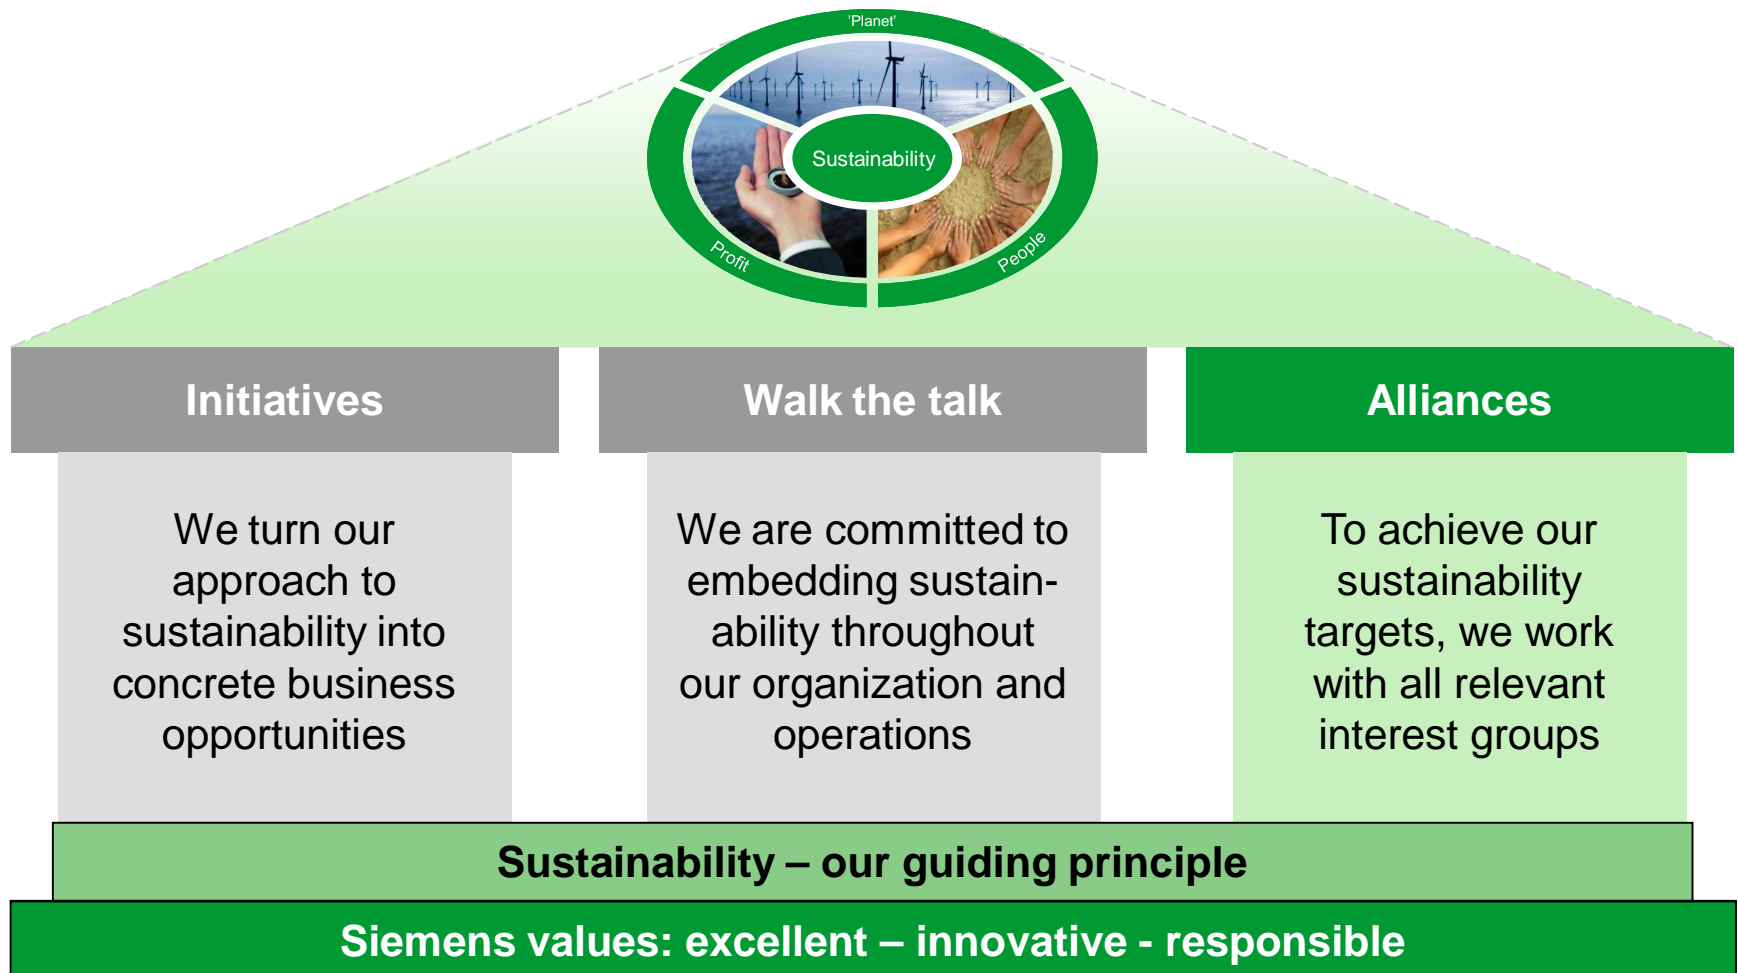 'Planet'
Sustainability
Profit
People
Initiatives
We turn our
approach to
sustainability into
concrete business
opportunities
Walk the talk
We are committed to
embedding sustain-
ability throughout
our organization and
operations
Alliances
To achieve our
sustainability
targets, we work
with all relevant
interest groups
Sustainability – our guiding principle
Siemens values: excellent – innovative - responsible